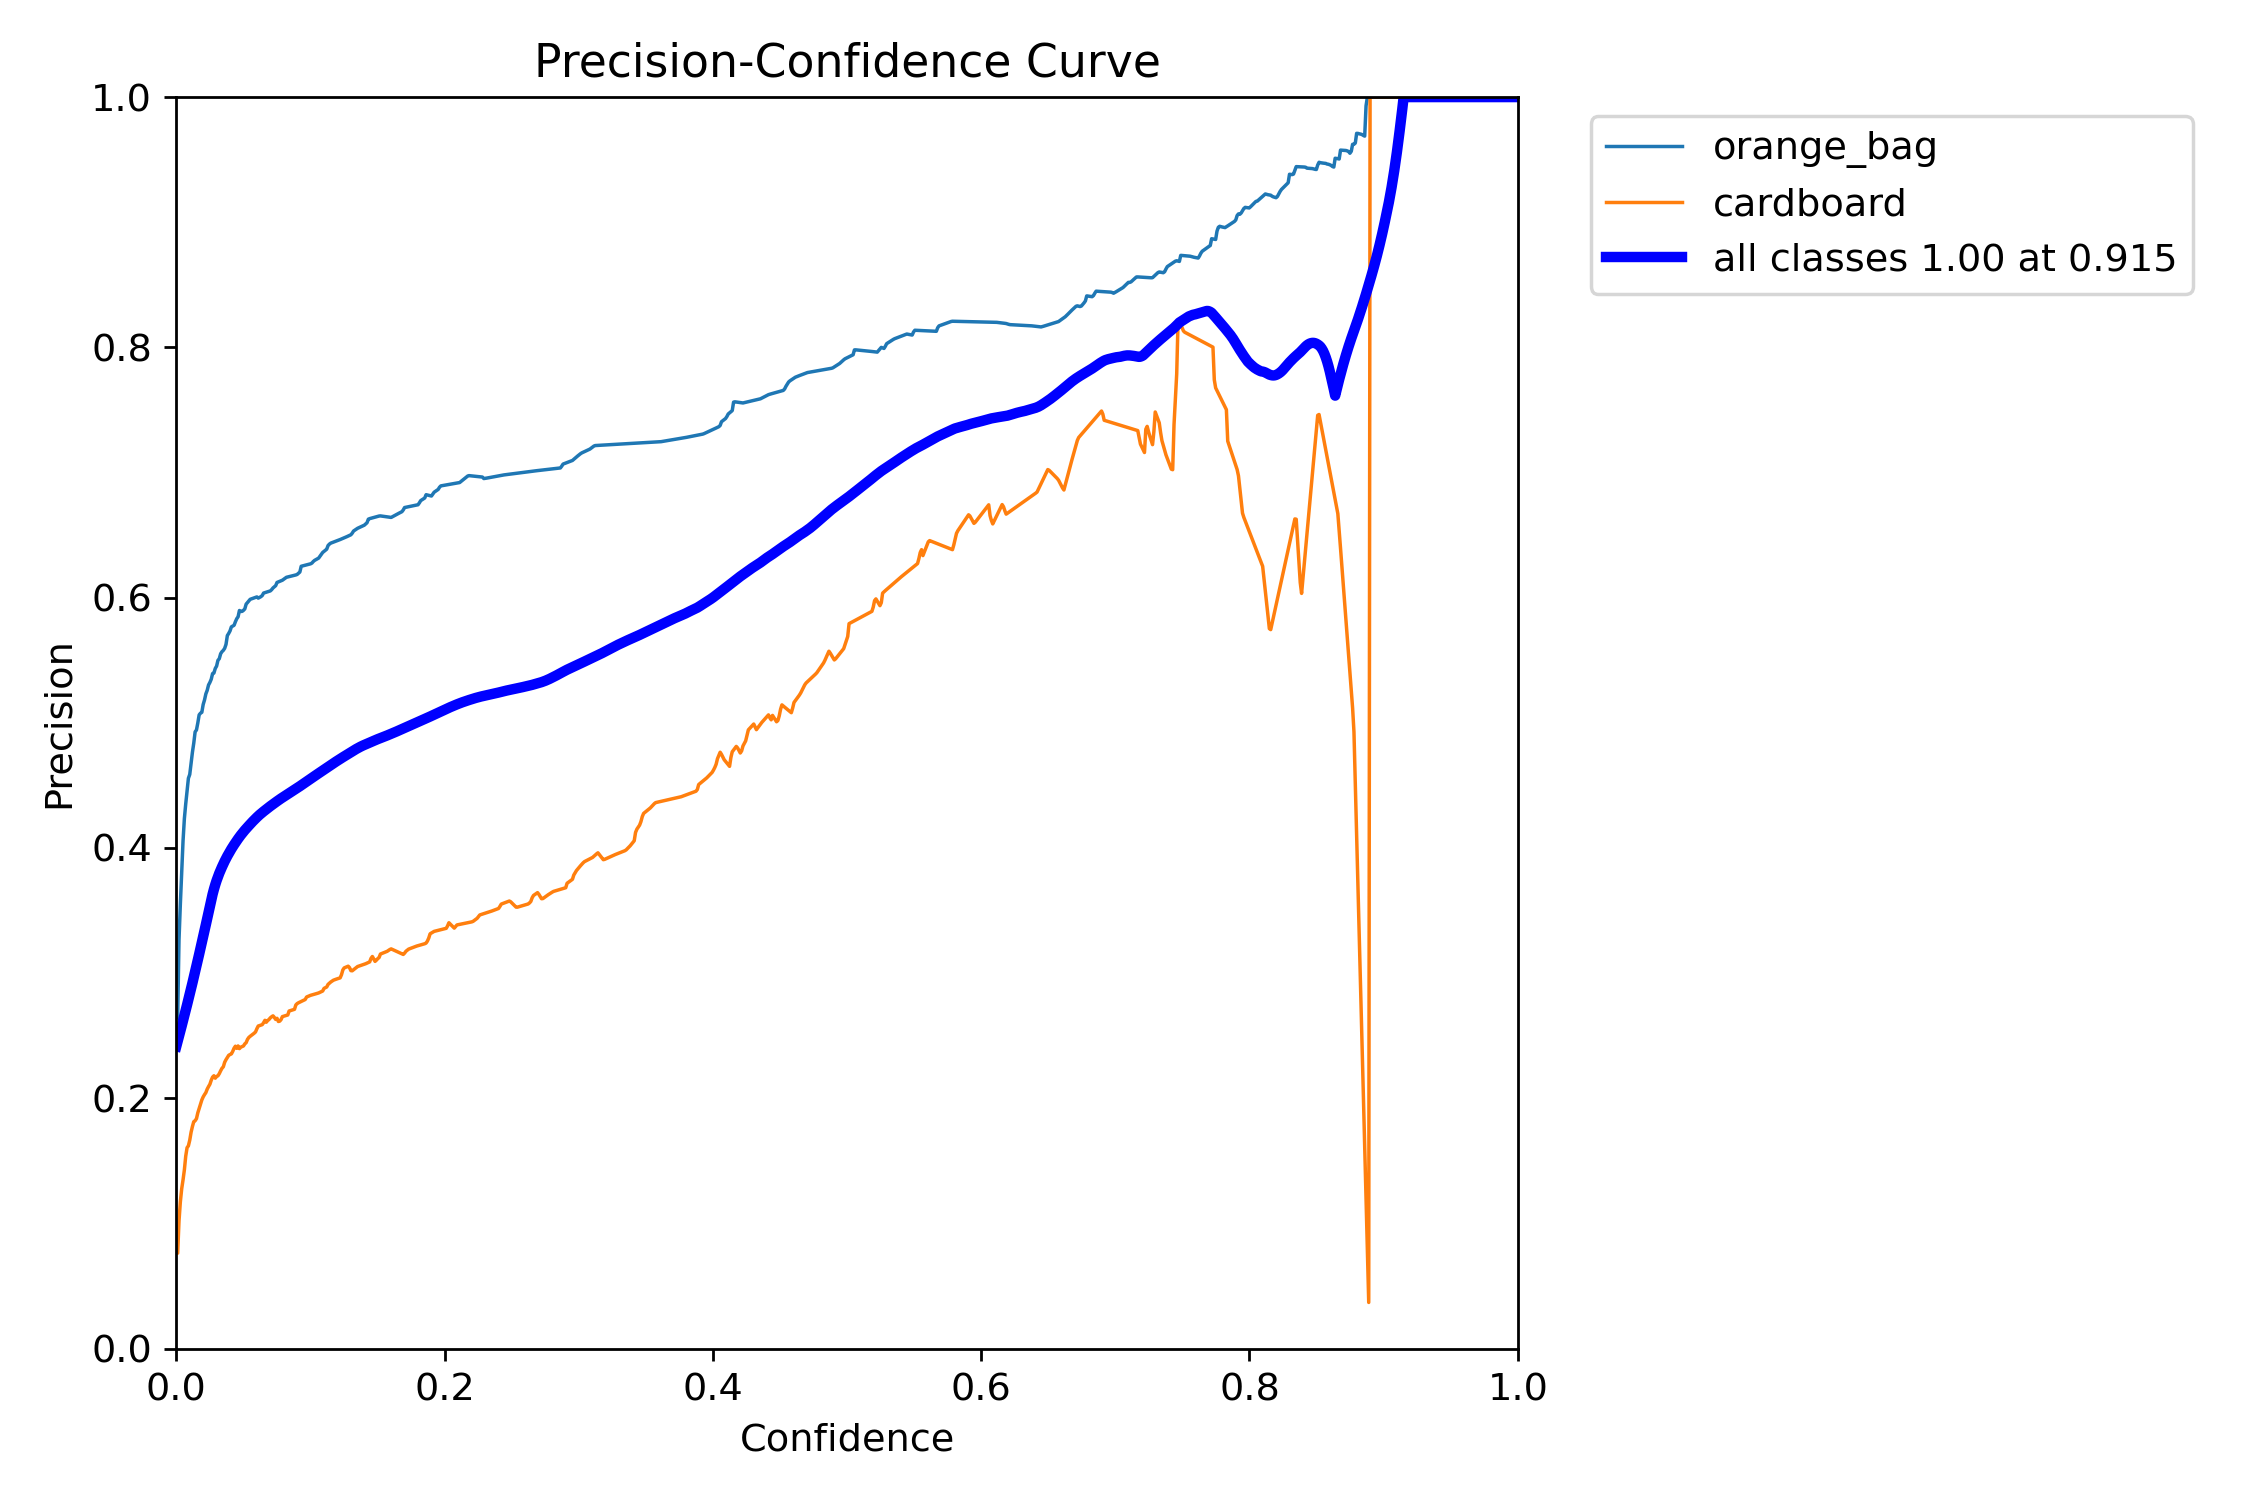 Precision-Confidence Curve
1.0
0.8
0.6
0.4
0.2
0.0
Precision
0.0 0.2 0.4 0.6 0.8 1.0
Confidence
orange_bag
cardboard
all classes 1.00 at 0.915